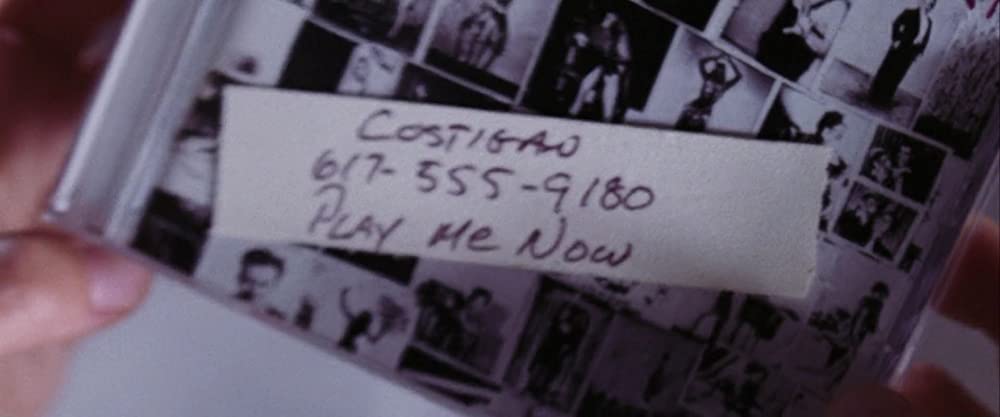 COSTIGAN
617-555-9180
PLAY Me NOW